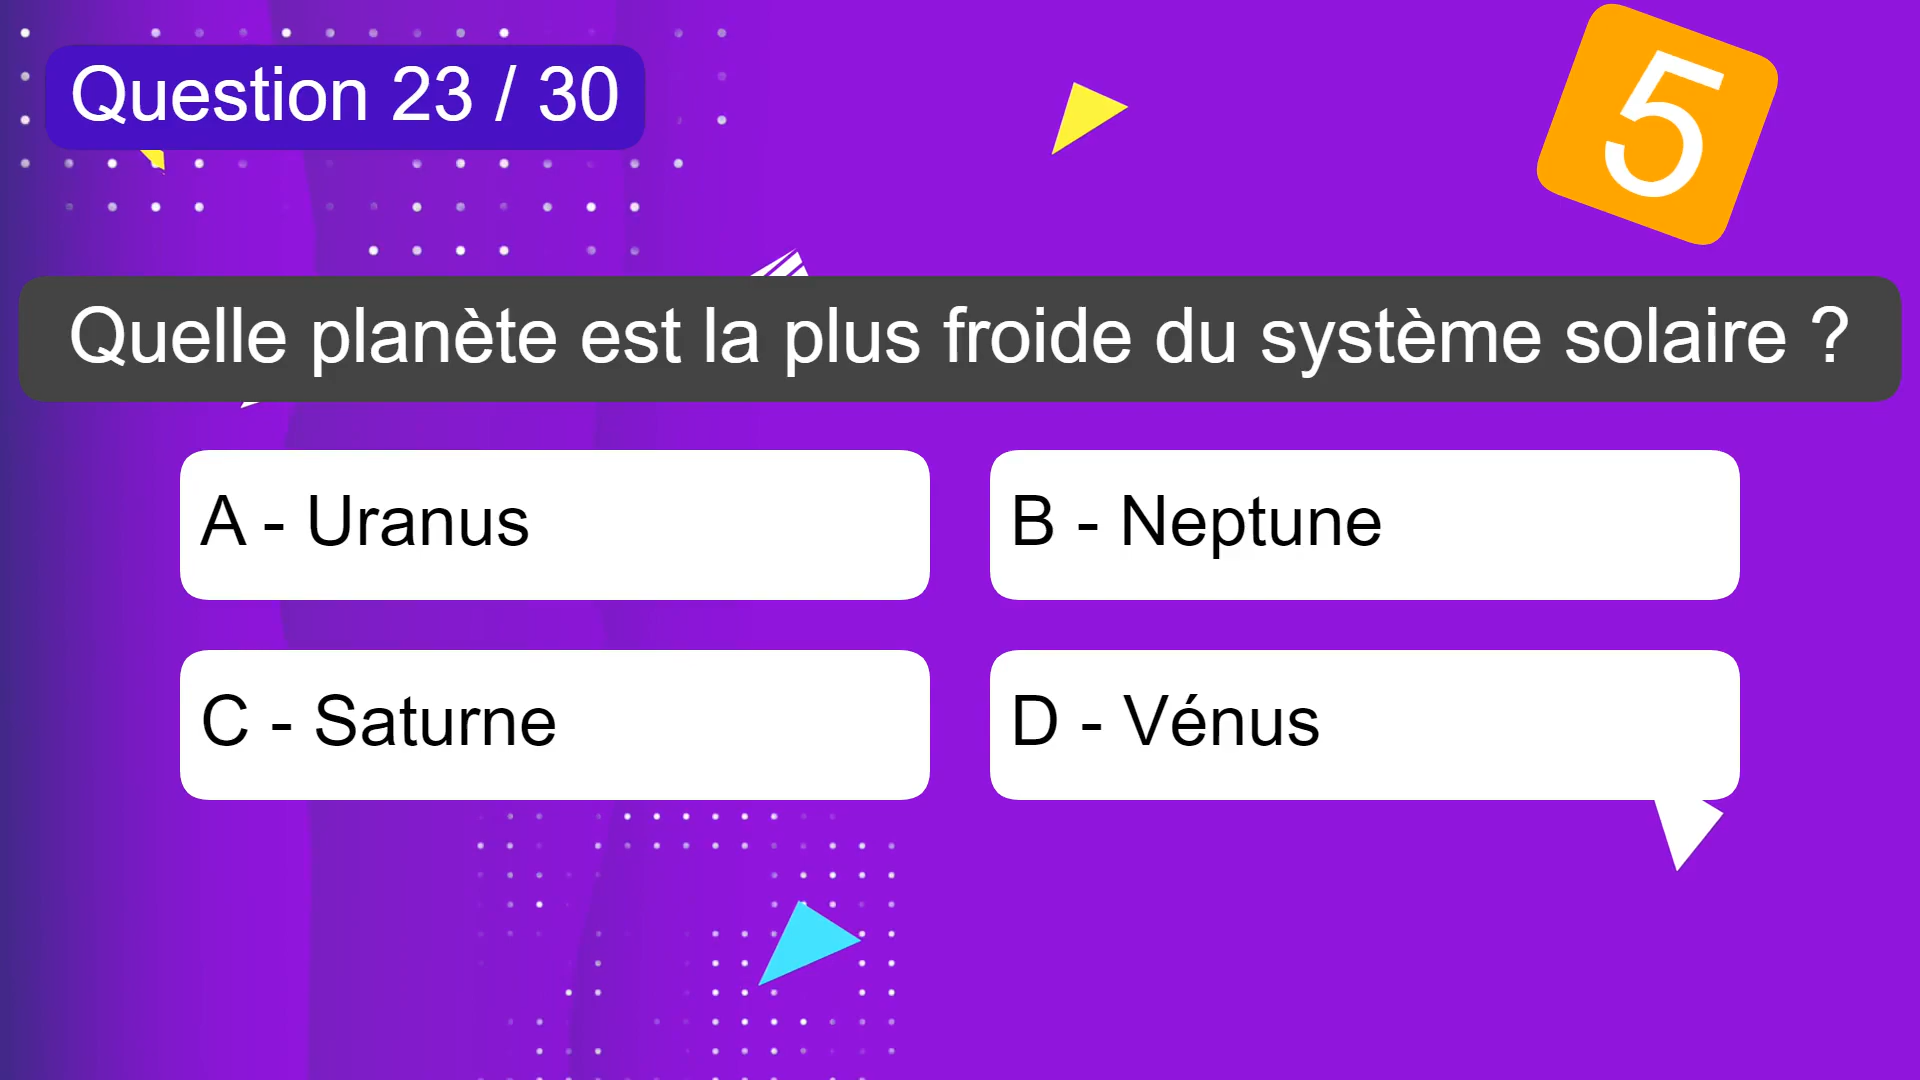 Question 23 / 30
5
Quelle planète est la plus froide du système solaire ?
A - Uranus
B - Neptune
C - Saturne
D - Vénus